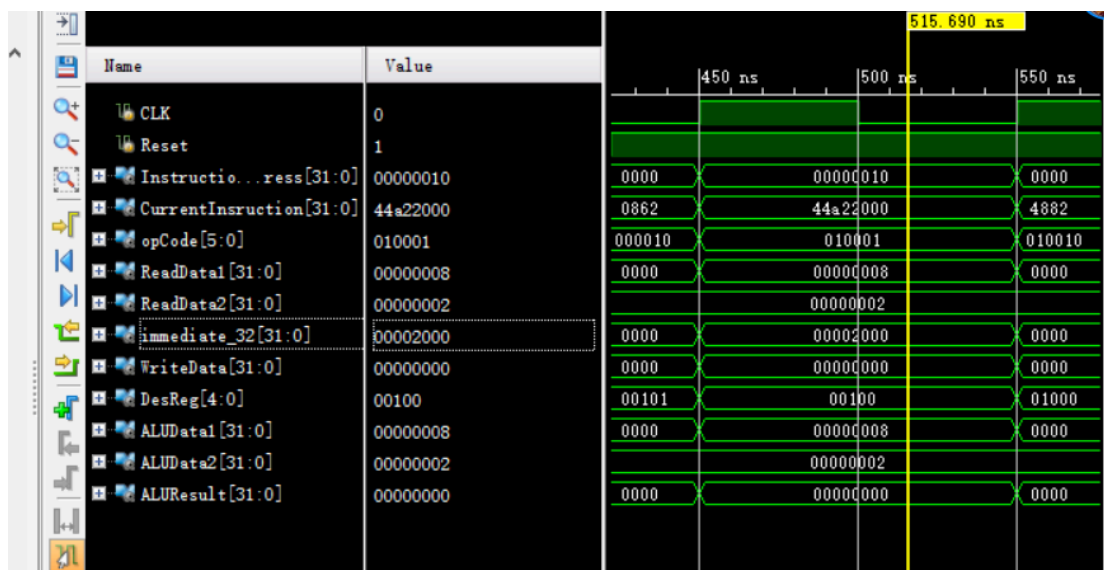 515.690 ns
Name Value 450 ns 500 ns 550 ns
CLK 0
Reset 1
Instructio...ress[31:0] 00000010 0000 00000010 0000
CurrentInsruction[31:0] 44a22000 0862 44a22000 4882
opCode[5:0] 010001 000010 010001 010010
ReadData1[31:0] 00000008 0000 00000008 0000
ReadData2[31:0] 00000002 00000002
immediate_32[31:0] 00002000 0000 00002000 0000
WriteData[31:0] 00000000 0000 00000000 0000
DesReg[4:0] 00100 00101 00100 01000
ALUData1[31:0] 00000008 0000 00000008 0000
ALUData2[31:0] 00000002 00000002
ALUResult[31:0] 00000000 0000 00000000 0000